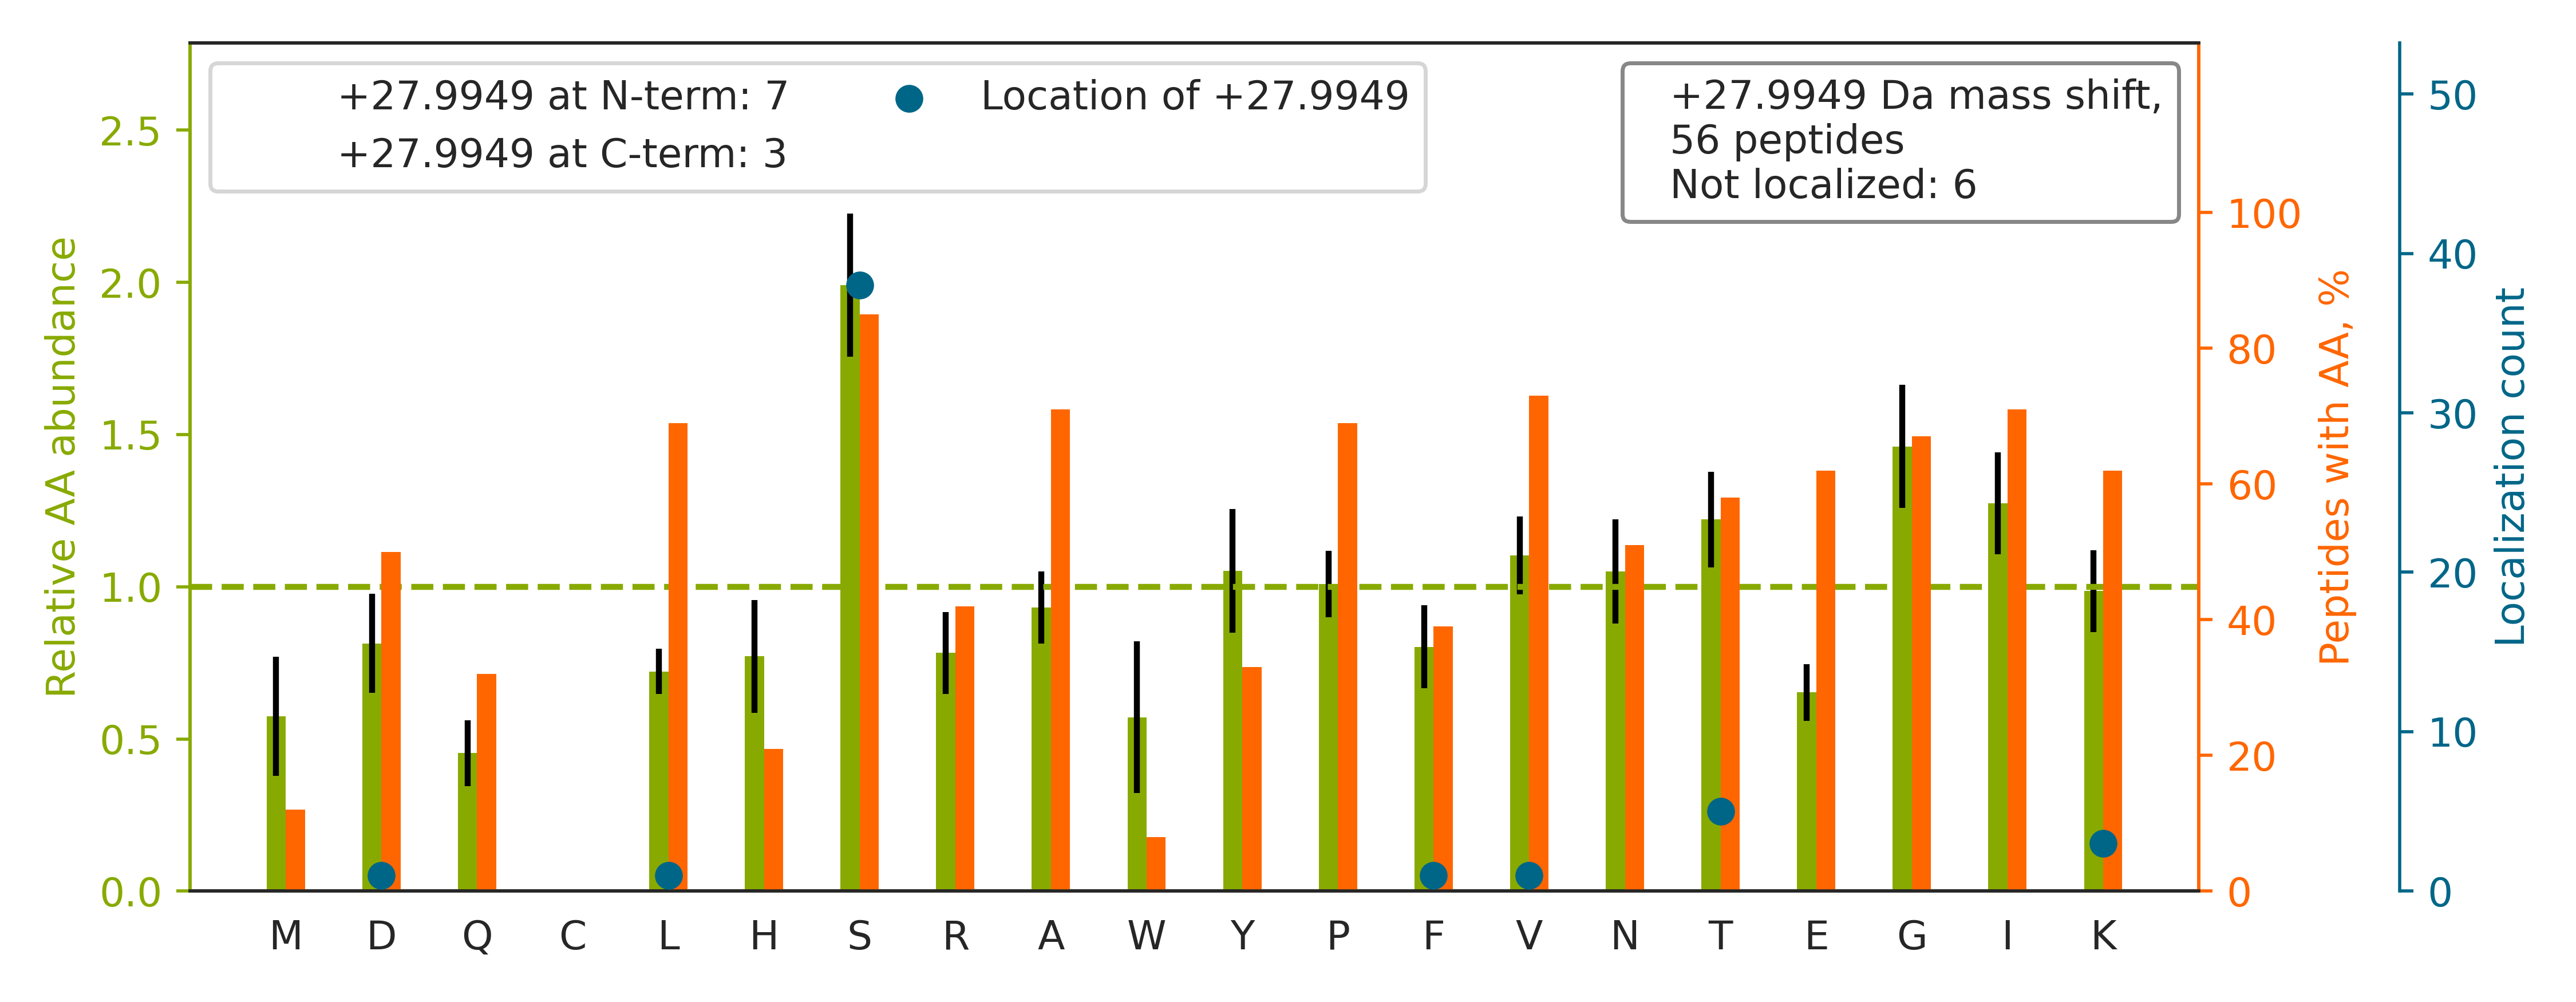 +27.9949 at N-term: 7
+27.9949 at C-term: 3
Location of +27.9949
+27.9949 Da mass shift,
56 peptides
Not localized: 6
Relative AA abundance
2.5
2.0
1.5
1.0
0.5
0.0
M D Q C L H S R A W Y P F V N T E G I K
100
80
60
40
20
0
Peptides with AA, %
50
40
30
20
10
0
Localization count